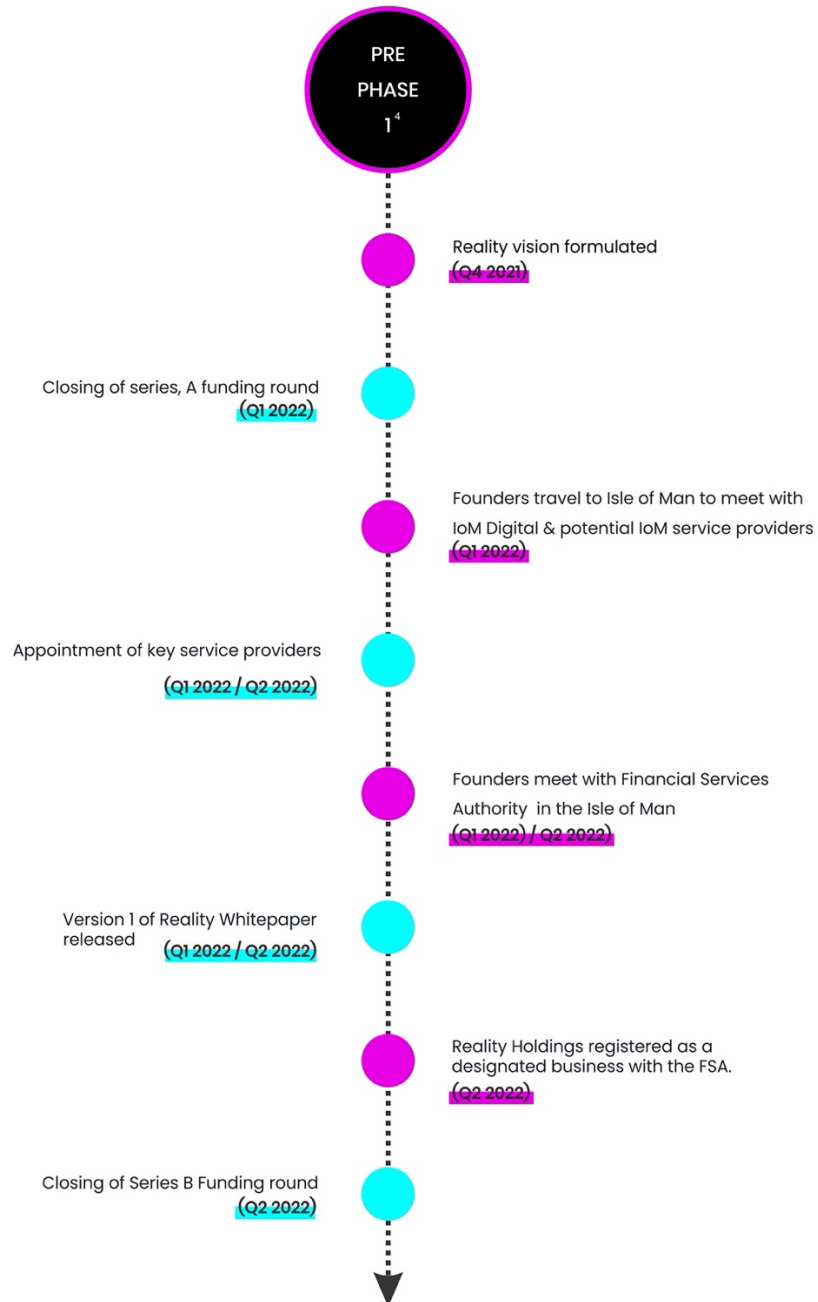 PRE
PHASE
1⁴
Reality vision formulated
(Q4 2021)
Closing of series, A funding round
(Q1 2022)
Founders travel to Isle of Man to meet with
IoM Digital & potential IoM service providers
(Q1 2022)
Appointment of key service providers
(Q1 2022 / Q2 2022)
Founders meet with Financial Services
Authority in the Isle of Man
(Q1 2022) / Q2 2022)
Version 1 of Reality Whitepaper
released (Q1 2022 / Q2 2022)
Reality Holdings registered as a
designated business with the FSA.
(Q2 2022)
Closing of Series B Funding round
(Q2 2022)